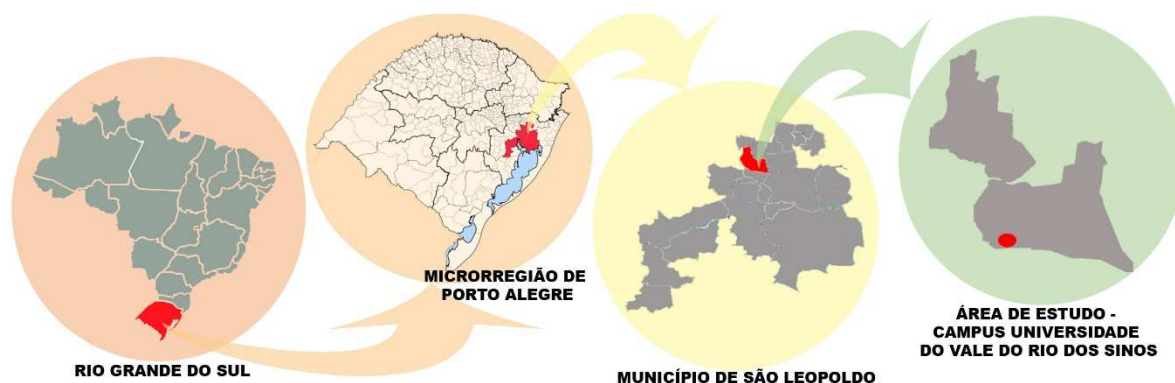 RIO GRANDE DO SUL
MICRORREGIÃO DE
PORTO ALEGRE
MUNICÍPIO DE SÃO LEOPOLDO
ÁREA DE ESTUDO -
CAMPUS UNIVERSIDADE
DO VALE DO RIO DOS SINOS